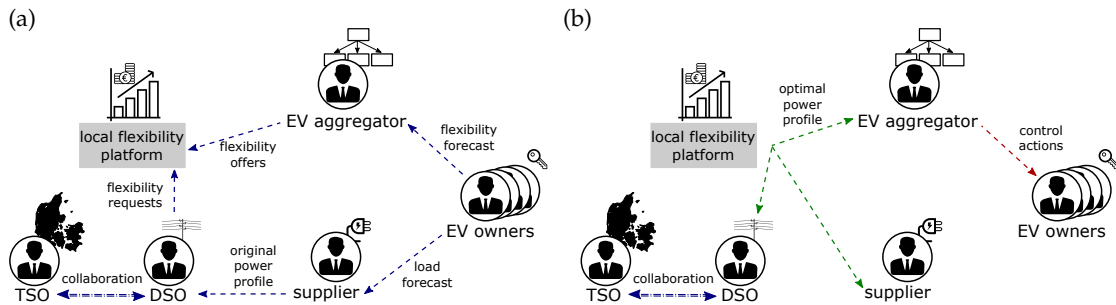 (a)
EV aggregator
local flexibility
platform
flexibility
offers
flexibility
forecast
flexibility
requests
EV owners
original
power
profile
load
forecast
collaboration
TSO
DSO
supplier
(b)
optimal
power
profile
EV aggregator
local flexibility
platform
control
actions
EV owners
collaboration
TSO
DSO
supplier